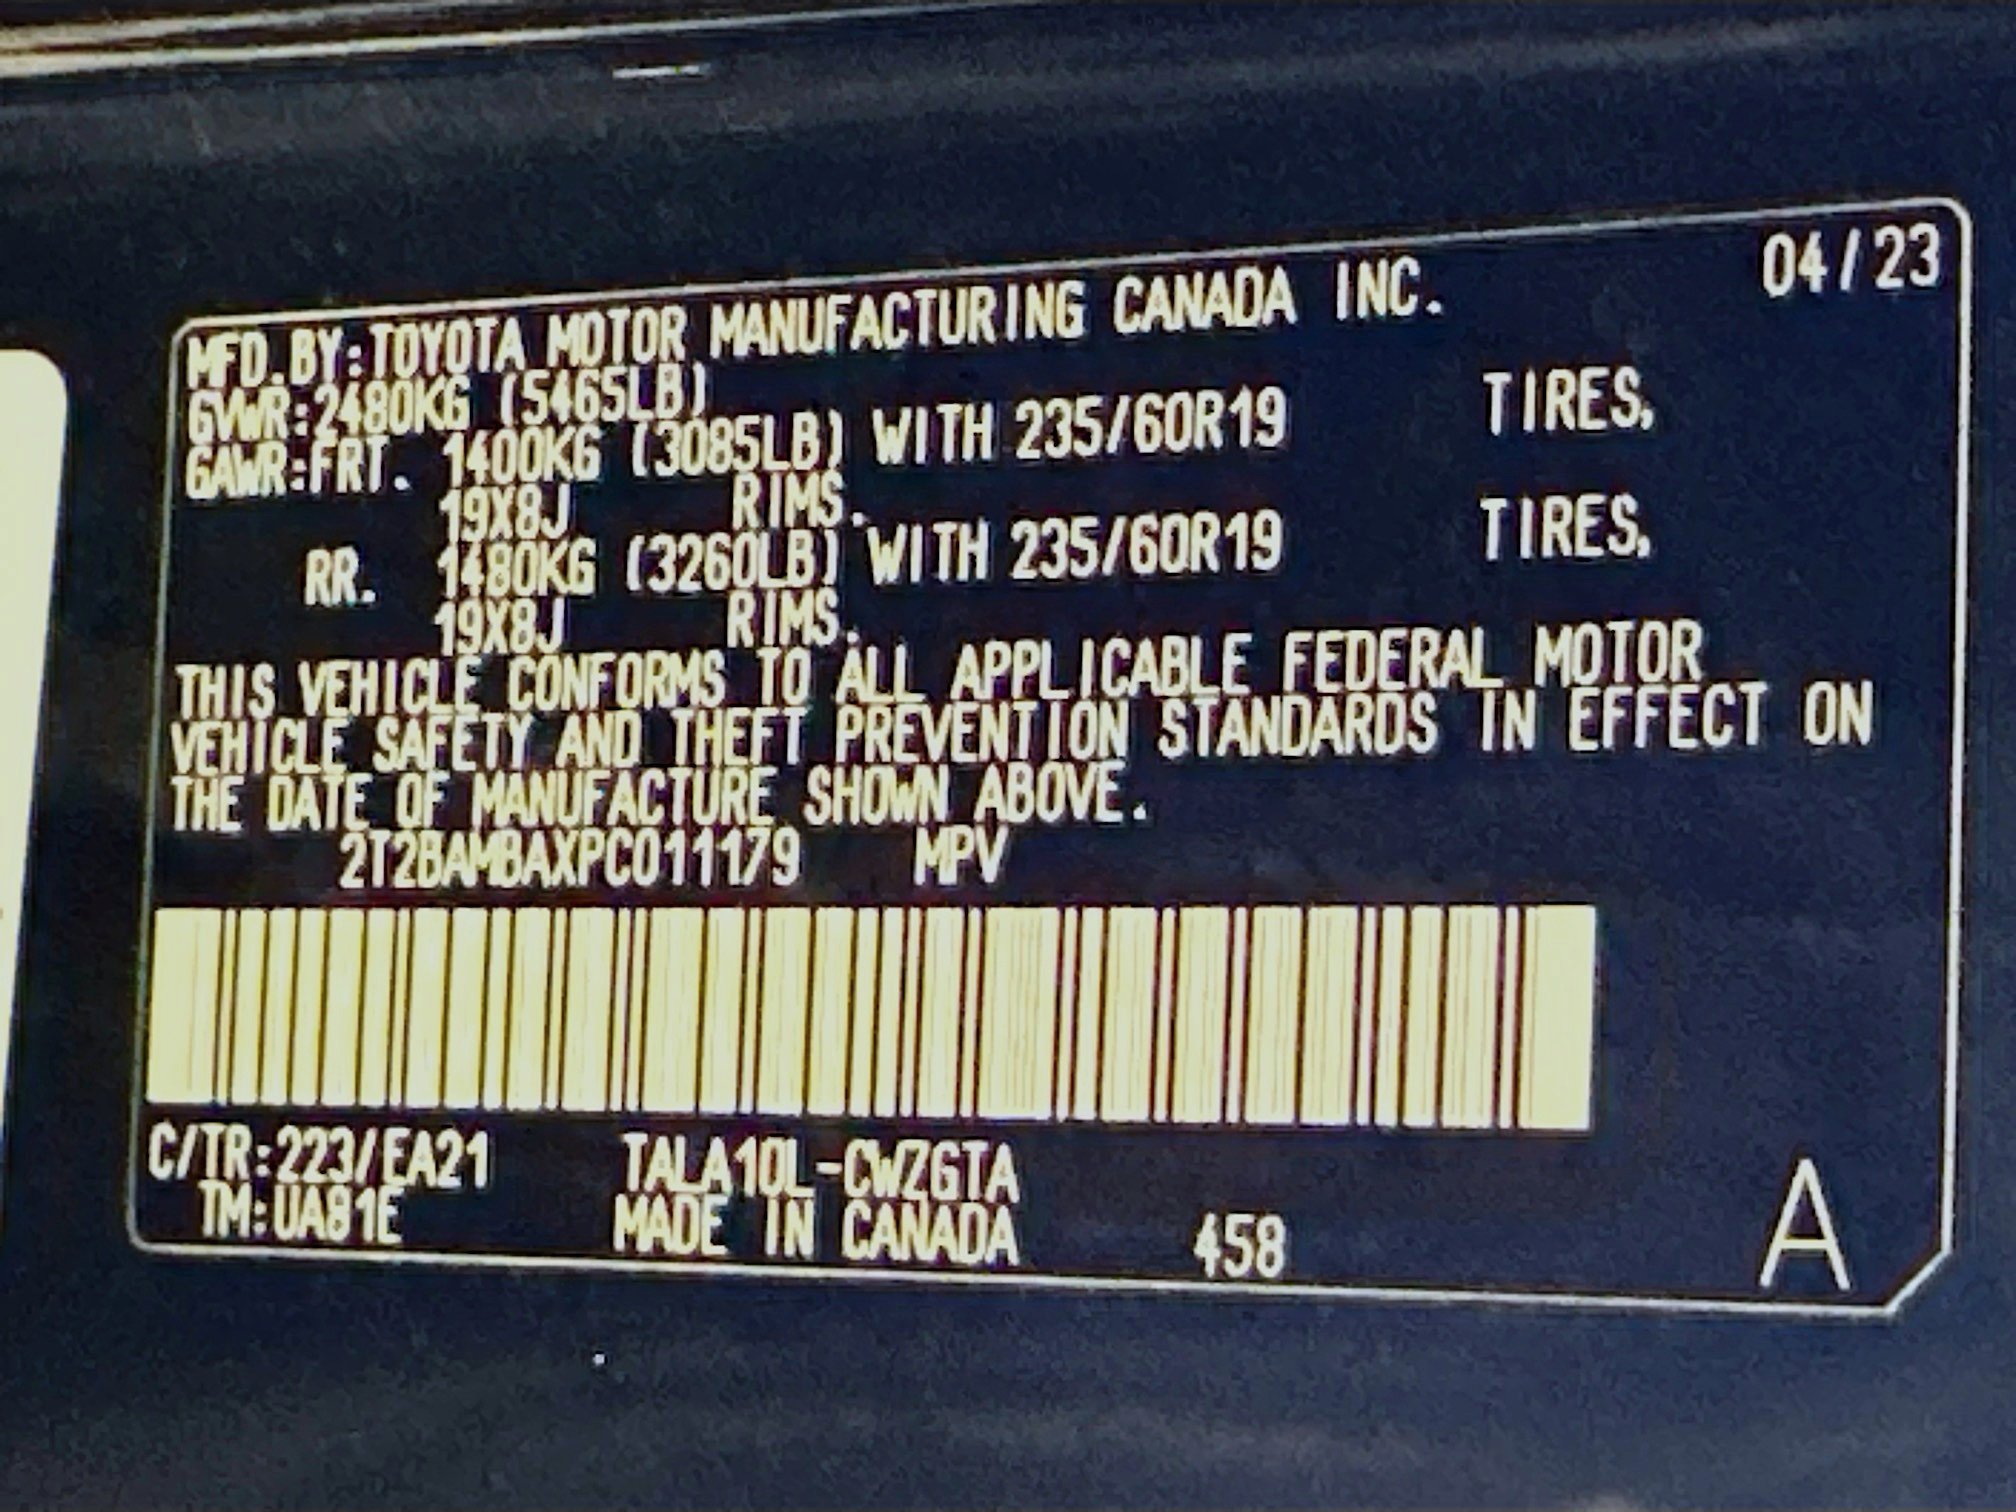 04/23
MFD.BY:TOYOTA MOTOR MANUFACTURING CANADA INC.
GVWR:2480KG (5465LB)
GAWR:FRT. 1400KG (3085LB) WITH 235/60R19 TIRES,
19X8J RIMS.
RR. 1480KG (3260LB) WITH 235/60R19 TIRES,
19X8J RIMS.
THIS VEHICLE CONFORMS TO ALL APPLICABLE FEDERAL MOTOR
VEHICLE SAFETY AND THEFT PREVENTION STANDARDS IN EFFECT ON
THE DATE OF MANUFACTURE SHOWN ABOVE.
2T2BAMBAXPC011179 MPV
C/TR:223/EA21 TALA10L-CWZGTA
TM:UA81E MADE IN CANADA 458 A